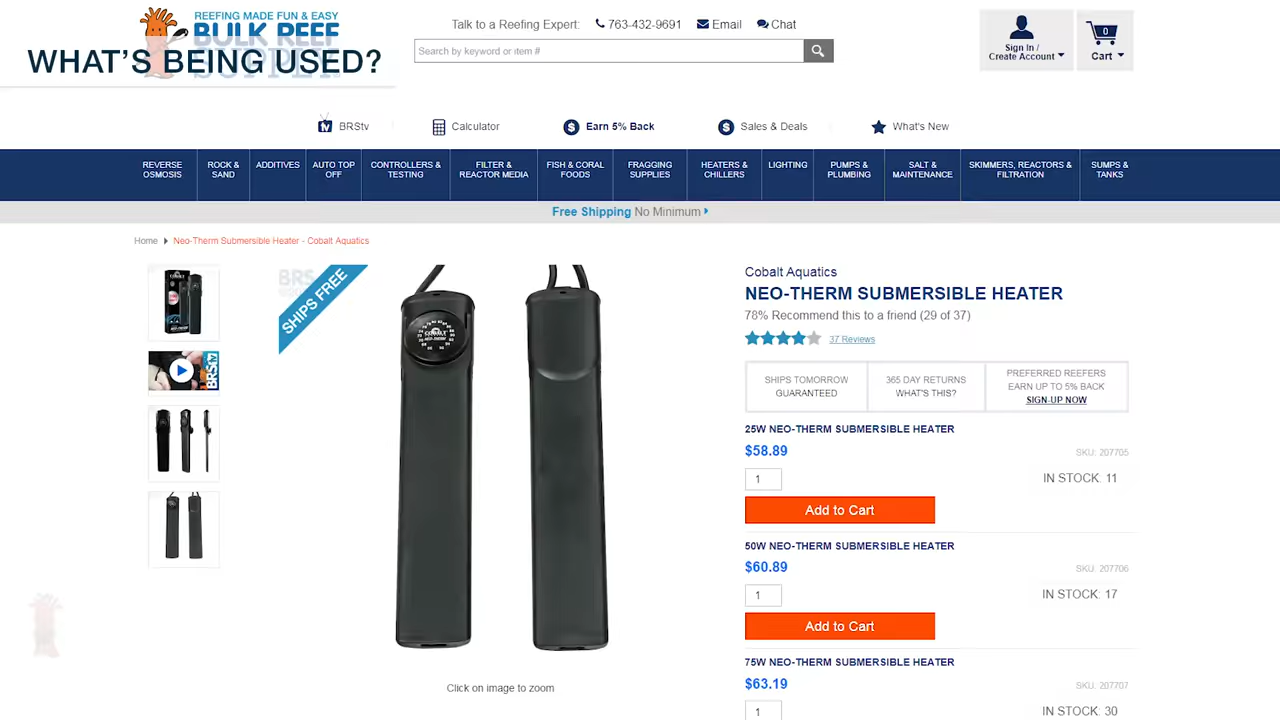 REEFING MADE FUN & EASY
BULK REEF
SUPPLY
WHAT'S BEING USED?
Talk to a Reefing Expert: 763-432-9691 Email Chat
Search by keyword or item #
Sign In /
Create Account
0
Cart
BRStv Calculator Earn 5% Back Sales & Deals What's New
REVERSE OSMOSIS
ROCK & SAND
ADDITIVES
AUTO TOP OFF
CONTROLLERS & TESTING
FILTER & REACTOR MEDIA
FISH & CORAL FOODS
FRAGGING SUPPLIES
HEATERS & CHILLERS
LIGHTING
PUMPS & PLUMBING
SALT & MAINTENANCE
SKIMMERS, REACTORS & FILTRATION
SUMPS & TANKS
Free Shipping No Minimum
Home Neo-Therm Submersible Heater - Cobalt Aquatics
BRS
SHIPS FREE
COBALT
NEO-THERM
BRStv
Click on image to zoom
Cobalt Aquatics
NEO-THERM SUBMERSIBLE HEATER
78% Recommend this to a friend (29 of 37)
37 Reviews
SHIPS TOMORROW
GUARANTEED
365 DAY RETURNS
WHAT'S THIS?
PREFERRED REEFERS
EARN UP TO 5% BACK
SIGN-UP NOW
25W NEO-THERM SUBMERSIBLE HEATER
$58.89
SKU: 207705
1
IN STOCK: 11
Add to Cart
50W NEO-THERM SUBMERSIBLE HEATER
$60.89
SKU: 207706
1
IN STOCK: 17
Add to Cart
75W NEO-THERM SUBMERSIBLE HEATER
$63.19
SKU: 207707
1
IN STOCK: 30